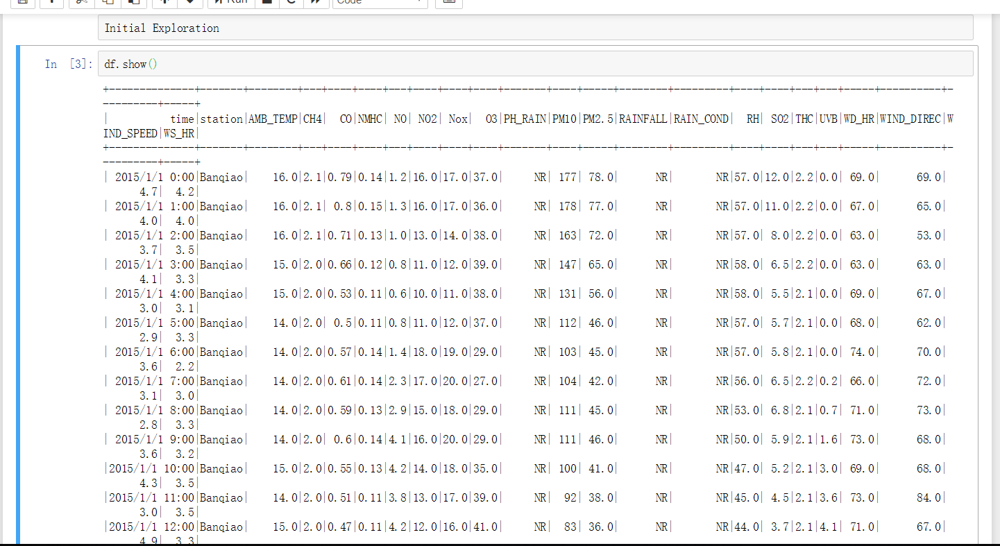 Run
Code
Initial Exploration
In [3]: df.show()
+--------------+-------+--------+---+----+----+---+----+----+----+-------+----+-----+--------+---------+----+----+---+---+-----+----------+-
---------+-----+
|          time|station|AMB_TEMP|CH4|  CO|NMHC| NO| NO2| Nox|  O3|PH_RAIN|PM10|PM2.5|RAINFALL|RAIN_COND|  RH| SO2|THC|UVB|WD_HR|WIND_DIREC|W
IND_SPEED|WS_HR|
+--------------+-------+--------+---+----+----+---+----+----+----+-------+----+-----+--------+---------+----+----+---+---+-----+----------+-
---------+-----+
| 2015/1/1 0:00|Banqiao|    16.0|2.1|0.79|0.14|1.2|16.0|17.0|37.0|     NR| 177| 78.0|      NR|       NR|57.0|12.0|2.2|0.0| 69.0|      69.0|
      4.7|  4.2|
| 2015/1/1 1:00|Banqiao|    16.0|2.1| 0.8|0.15|1.3|16.0|17.0|36.0|     NR| 178| 77.0|      NR|       NR|57.0|11.0|2.2|0.0| 67.0|      65.0|
      4.0|  4.0|
| 2015/1/1 2:00|Banqiao|    16.0|2.1|0.71|0.13|1.0|13.0|14.0|38.0|     NR| 163| 72.0|      NR|       NR|57.0| 8.0|2.2|0.0| 63.0|      53.0|
      3.7|  3.5|
| 2015/1/1 3:00|Banqiao|    15.0|2.0|0.66|0.12|0.8|11.0|12.0|39.0|     NR| 147| 65.0|      NR|       NR|58.0| 6.5|2.2|0.0| 63.0|      63.0|
      4.1|  3.3|
| 2015/1/1 4:00|Banqiao|    15.0|2.0|0.53|0.11|0.6|10.0|11.0|38.0|     NR| 131| 56.0|      NR|       NR|58.0| 5.5|2.1|0.0| 69.0|      67.0|
      3.0|  3.1|
| 2015/1/1 5:00|Banqiao|    14.0|2.0| 0.5|0.11|0.8|11.0|12.0|37.0|     NR| 112| 46.0|      NR|       NR|57.0| 5.7|2.1|0.0| 68.0|      62.0|
      2.9|  3.3|
| 2015/1/1 6:00|Banqiao|    14.0|2.0|0.57|0.14|1.4|18.0|19.0|29.0|     NR| 103| 45.0|      NR|       NR|57.0| 5.8|2.1|0.0| 74.0|      70.0|
      3.6|  2.2|
| 2015/1/1 7:00|Banqiao|    14.0|2.0|0.61|0.14|2.3|17.0|20.0|27.0|     NR| 104| 42.0|      NR|       NR|56.0| 6.5|2.2|0.2| 66.0|      72.0|
      3.1|  3.0|
| 2015/1/1 8:00|Banqiao|    14.0|2.0|0.59|0.13|2.9|15.0|18.0|29.0|     NR| 111| 45.0|      NR|       NR|53.0| 6.8|2.1|0.7| 71.0|      73.0|
      2.8|  3.3|
| 2015/1/1 9:00|Banqiao|    14.0|2.0| 0.6|0.14|4.1|16.0|20.0|29.0|     NR| 111| 46.0|      NR|       NR|50.0| 5.9|2.1|1.6| 73.0|      68.0|
      3.6|  3.2|
|2015/1/1 10:00|Banqiao|    15.0|2.0|0.55|0.13|4.2|14.0|18.0|35.0|     NR| 100| 41.0|      NR|       NR|47.0| 5.2|2.1|3.0| 69.0|      68.0|
      4.3|  3.5|
|2015/1/1 11:00|Banqiao|    14.0|2.0|0.51|0.11|3.8|13.0|17.0|39.0|     NR|  92| 38.0|      NR|       NR|45.0| 4.5|2.1|3.6| 73.0|      84.0|
      3.0|  3.5|
|2015/1/1 12:00|Banqiao|    15.0|2.0|0.47|0.11|4.2|12.0|16.0|41.0|     NR|  83| 36.0|      NR|       NR|44.0| 3.7|2.1|4.1| 71.0|      67.0|
      4.9|  3.3|